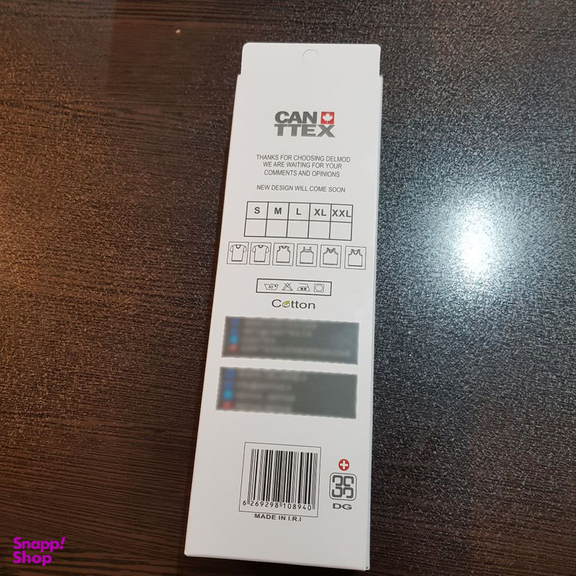 CAN
TTEX
THANKS FOR CHOOSING DELMOD
WE ARE WAITING FOR YOUR
COMMENTS AND OPINIONS
NEW DESIGN WILL COME SOON
S M L XL XXL
Cotton
6 269298 108940
MADE IN I.R.I
DG
Snapp!
Shop